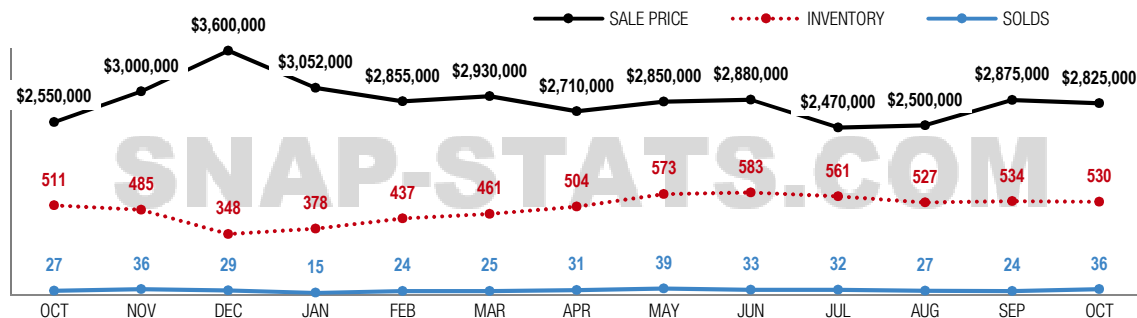 SALE PRICE INVENTORY SOLDS
$2,550,000 $3,000,000 $3,600,000 $3,052,000 $2,855,000 $2,930,000 $2,710,000 $2,850,000 $2,880,000 $2,470,000 $2,500,000 $2,875,000 $2,825,000
SNAP-STATS.COM
511 485 348 378 437 461 504 573 583 561 527 534 530
27 36 29 15 24 25 31 39 33 32 27 24 36
OCT NOV DEC JAN FEB MAR APR MAY JUN JUL AUG SEP OCT